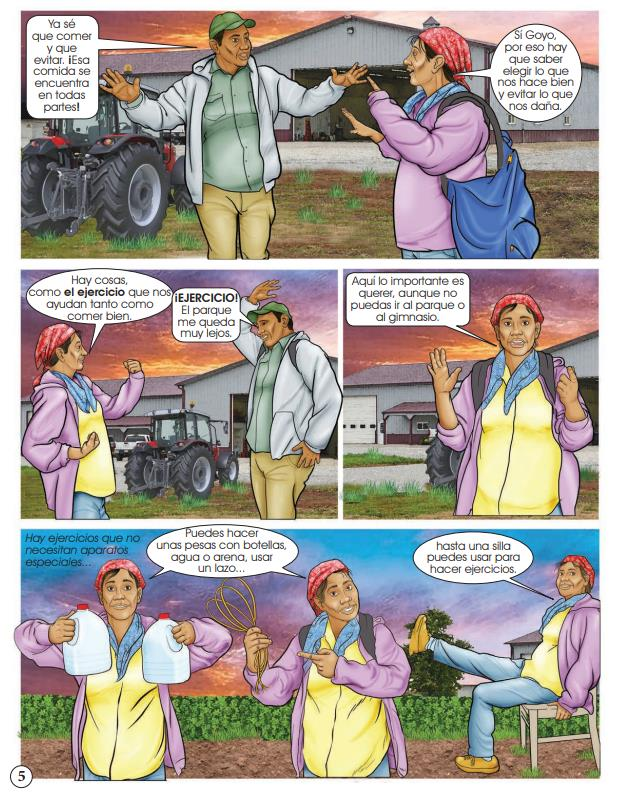 Ya sé
que comer
y que
evitar. ¡Esa
comida se
encuentra
en todas
partes!
Sí Goyo,
por eso hay
que saber
elegir lo que
nos hace bien
y evitar lo que
nos daña.
Hay cosas,
como el ejercicio que nos
ayudan tanto como
comer bien.
¡EJERCICIO!
El parque
me queda
muy lejos.
Aquí lo importante es
querer, aunque no
puedas ir al parque o
al gimnasio.
Hay ejercicios que no
necesitan aparatos
especiales...
Puedes hacer
unas pesas con botellas,
agua o arena, usar
un lazo...
hasta una silla
puedes usar para
hacer ejercicios.
5